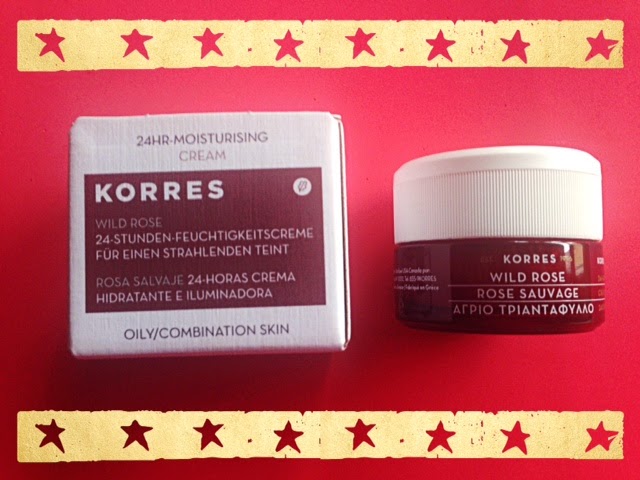 24HR-MOISTURISING
CREAM
KORRES
WILD ROSE
24-STUNDEN-FEUCHTIGKEITSCREME
FÜR EINEN STRAHLENDEN TEINT
ROSA SALVAJE 24-HORAS CREMA
HIDRATANTE E ILUMINADORA
OILY/COMBINATION SKIN
KORRES
WILD ROSE
ROSE SAUVAGE
ΑΓΡΙΟ ΤΡΙΑΝΤΑΦΥΛΛΟ